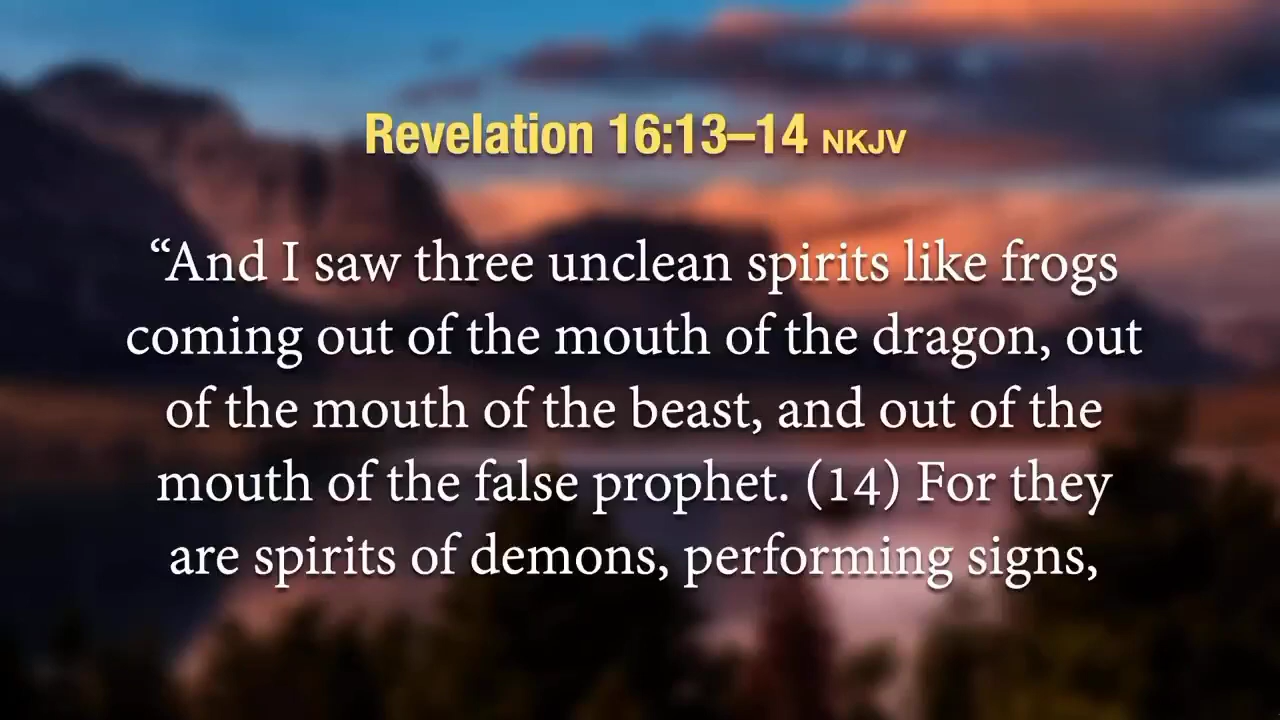 Revelation 16:13–14 NKJV
“And I saw three unclean spirits like frogs
coming out of the mouth of the dragon, out
of the mouth of the beast, and out of the
mouth of the false prophet. (14) For they
are spirits of demons, performing signs,